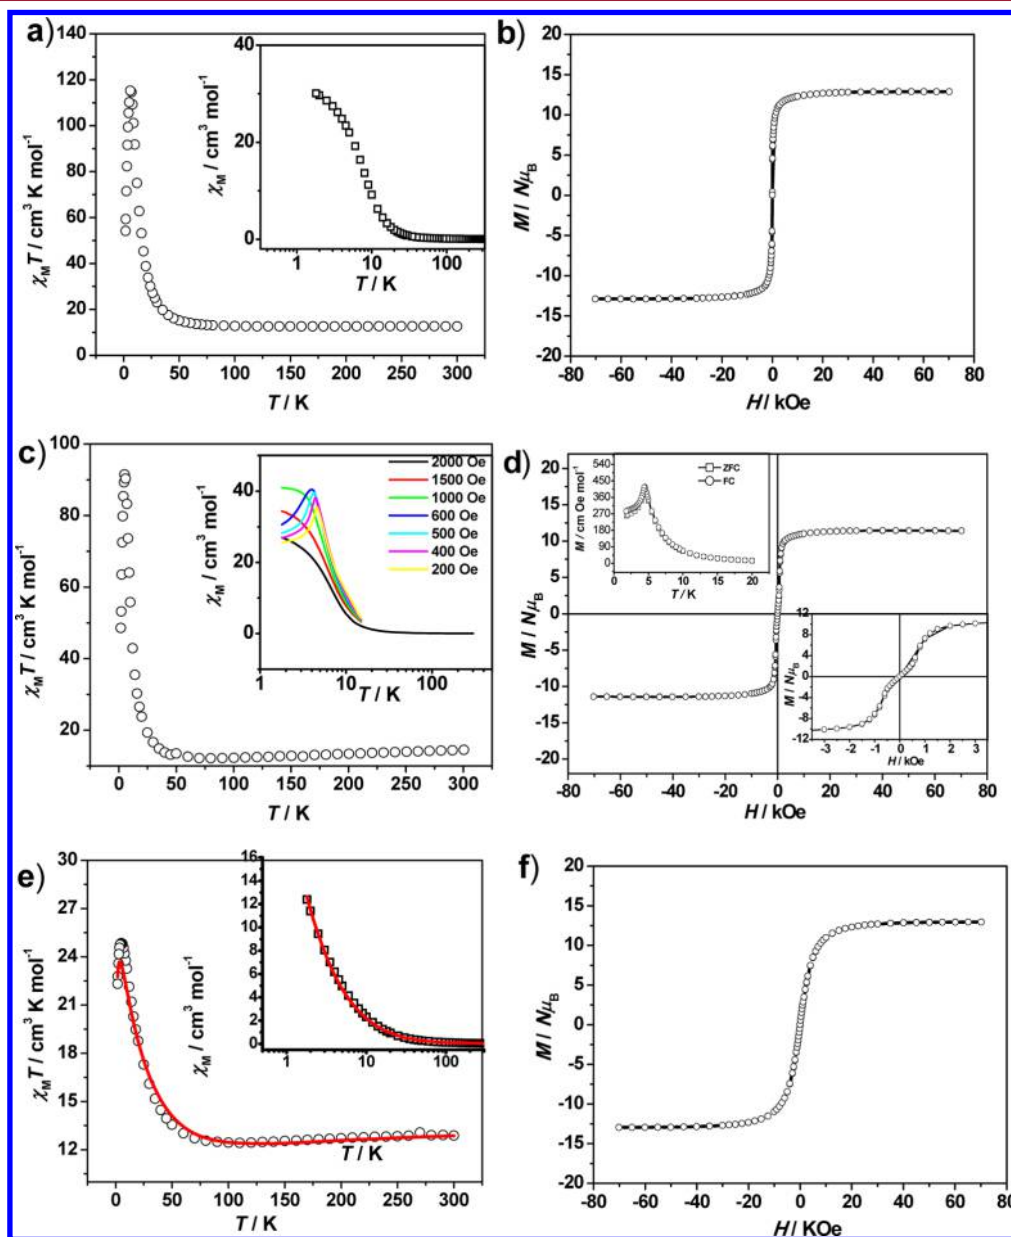 a)
χMT / cm³ K mol⁻¹
140
120
100
80
60
40
20
0
0 50 100 150 200 250 300
T / K
χM / cm³ mol⁻¹
40
20
0
1 10 100
T / K
b)
M / NμB
20
15
10
5
0
-5
-10
-15
-20
-80 -60 -40 -20 0 20 40 60 80
H / kOe
c)
χMT / cm³ K mol⁻¹
100
80
60
40
20
0 50 100 150 200 250 300
T / K
χM / cm³ mol⁻¹
40
20
0
1 10 100
T / K
2000 Oe
1500 Oe
1000 Oe
600 Oe
500 Oe
400 Oe
200 Oe
d)
M / NμB
20
15
10
5
0
-5
-10
-15
-20
-80 -60 -40 -20 0 20 40 60 80
H / kOe
M / cm Oe mol⁻¹
540
450
360
270
180
90
0
0 5 10 15 20
T / K
ZFC
FC
M / NμB
12
8
4
0
-4
-8
-12
-3 -2 -1 0 1 2 3
H / kOe
e)
χMT / cm³ K mol⁻¹
30
27
24
21
18
15
12
0 50 100 150 200 250 300
T / K
χM / cm³ mol⁻¹
16
14
12
10
8
6
4
2
0
1 10 100
T / K
f)
M / NμB
20
15
10
5
0
-5
-10
-15
-20
-80 -60 -40 -20 0 20 40 60 80
H / KOe